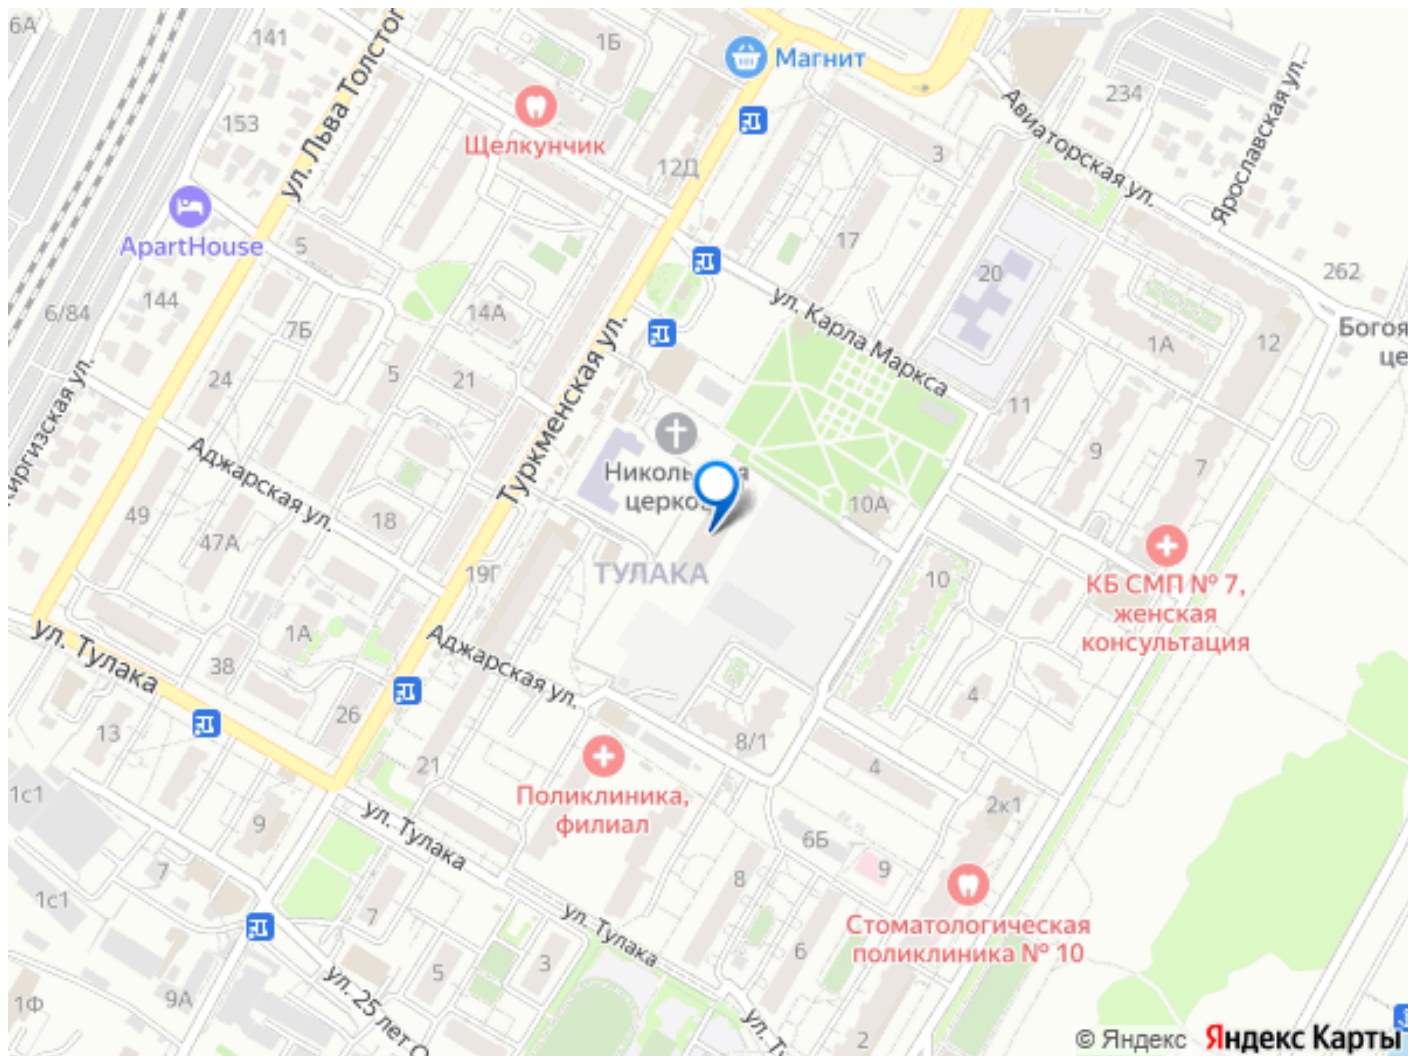 6А
141
1Б
Магнит
234
Ярославская ул.
Авиаторская ул.
ул. Льва Толстог
153
Щелкунчик
12Д
3
ApartHouse
5
17
20
262
144
6/84
14А
ул. Карла Маркса
7Б
Богоя
це
1А
12
24
5
21
11
Туркменская ул.
иргизская ул.
Аджарская ул.
9
7
церко
10А
49
18
47А
19Г
ТУЛАКА
10
КБ СМП № 7,
женская
консультация
ул. Тулака
1А
38
Аджарская ул.
4
26
13
8/1
21
4
1с1
Поликлиника,
филиал
2к1
ул. Тулака
9
6Б
7
9
8
1с1
7
Стоматологическая
поликлиника № 10
ул. Тулака
3
6
5
9А
1Ф
ул. 25 лет О
ул. Т
2
© Яндекс Яндекс Карты